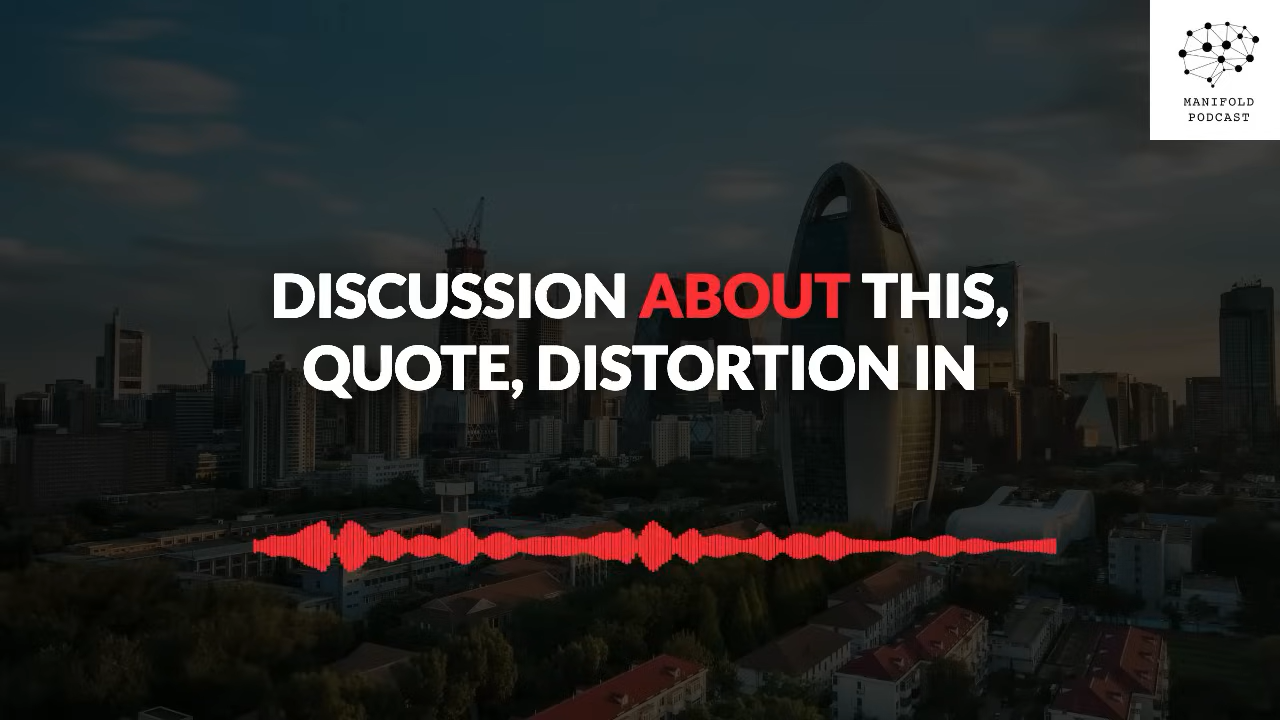 MANIFOLD
PODCAST
DISCUSSION ABOUT THIS,
QUOTE, DISTORTION IN